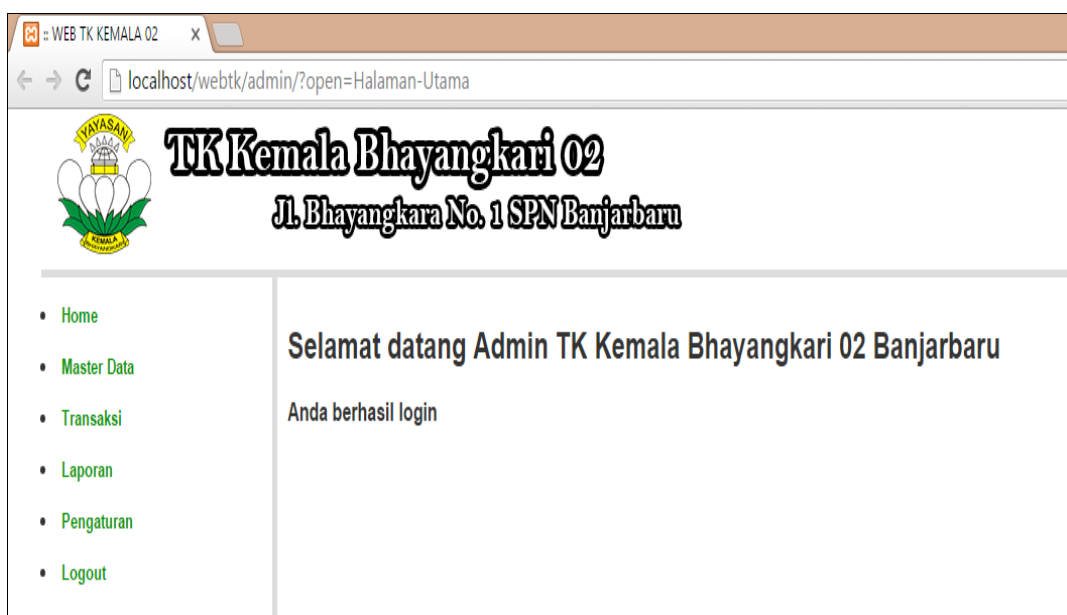 :: WEB TK KEMALA 02
localhost/webtk/admin/?open=Halaman-Utama
YAYASAN
KEMALA
BHAYANGKARI
TK Kemala Bhayangkari 02
Jl. Bhayangkara No. 1 SPN Banjarbaru
Home
Master Data
Transaksi
Laporan
Pengaturan
Logout
Selamat datang Admin TK Kemala Bhayangkari 02 Banjarbaru
Anda berhasil login